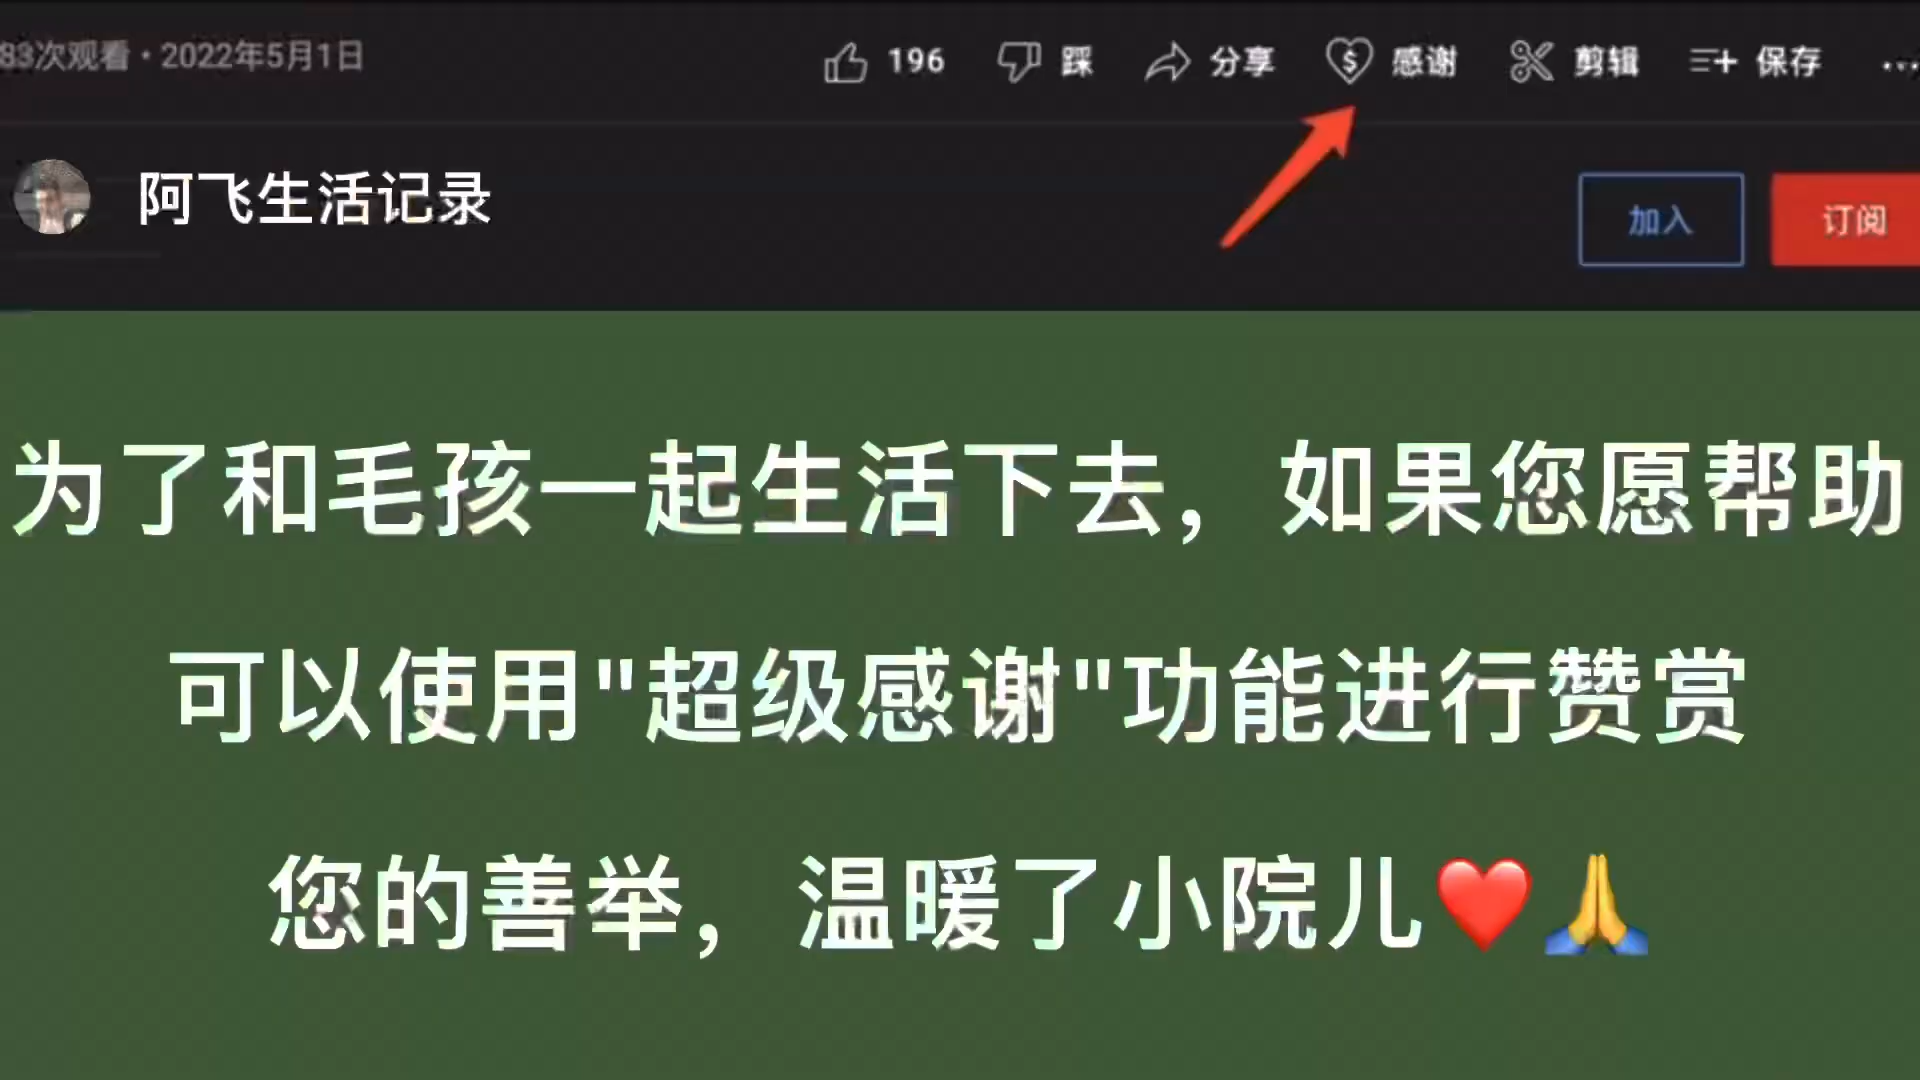 83次观看 · 2022年5月1日
196 踩 分享 感谢 剪辑 保存 ...
阿飞生活记录
加入 订阅
为了和毛孩一起生活下去，如果您愿帮助
可以使用"超级感谢"功能进行赞赏
您的善举，温暖了小院儿❤️🙏